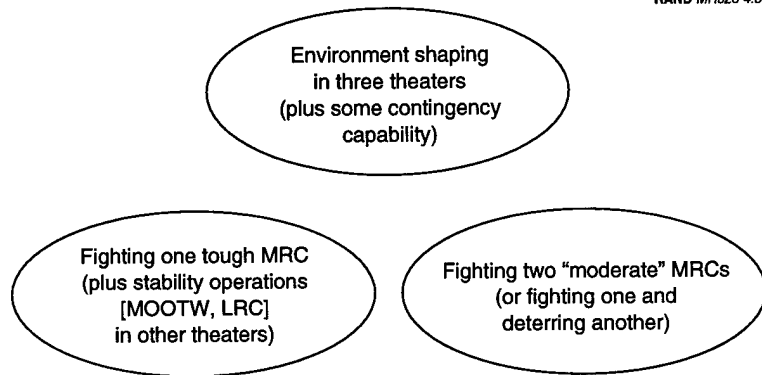 RAND
Environment shaping
in three theaters
(plus some contingency
capability)
Fighting one tough MRC
(plus stability operations
[MOOTW, LRC]
in other theaters)
Fighting two “moderate” MRCs
(or fighting one and
deterring another)